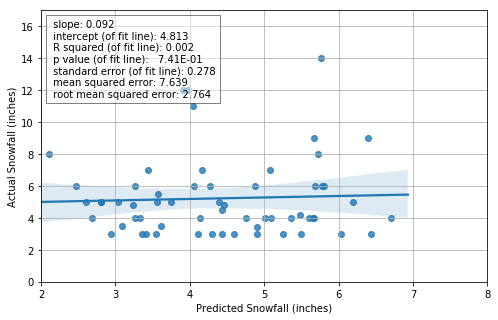 slope: 0.092
intercept (of fit line): 4.813
R squared (of fit line): 0.002
p value (of fit line): 7.41E-01
standard error (of fit line): 0.278
mean squared error: 7.639
root mean squared error: 2.764
16
14
12
10
8
6
4
2
0
Actual Snowfall (inches)
2 3 4 5 6 7 8
Predicted Snowfall (inches)